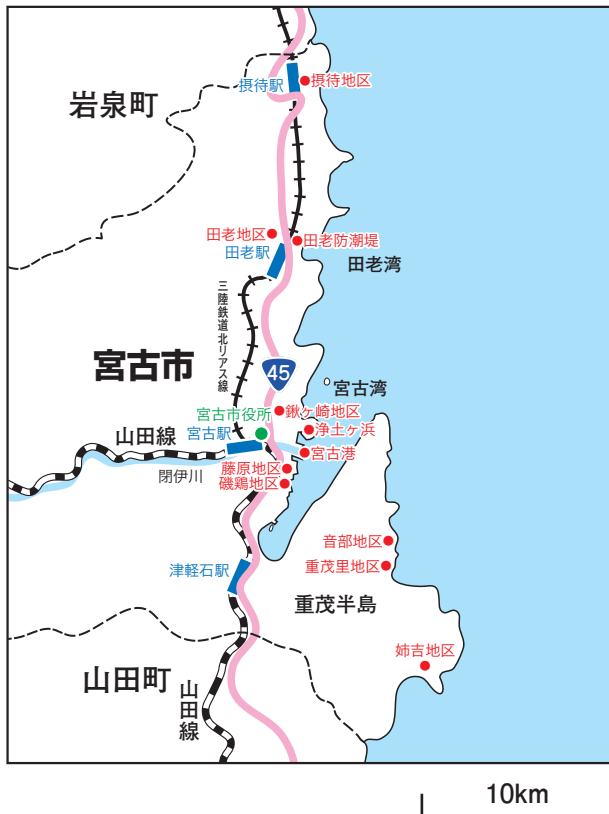 摂待駅
摂待地区
岩泉町
田老地区
田老防潮堤
田老駅
田老湾
三陸鉄道北リアス線
宮古市
45
宮古湾
鍬ヶ崎地区
宮古市役所
浄土ヶ浜
山田線
宮古駅
宮古港
閉伊川
藤原地区
磯鶏地区
音部地区
津軽石駅
重茂里地区
重茂半島
姉吉地区
山田町
山田線
10km